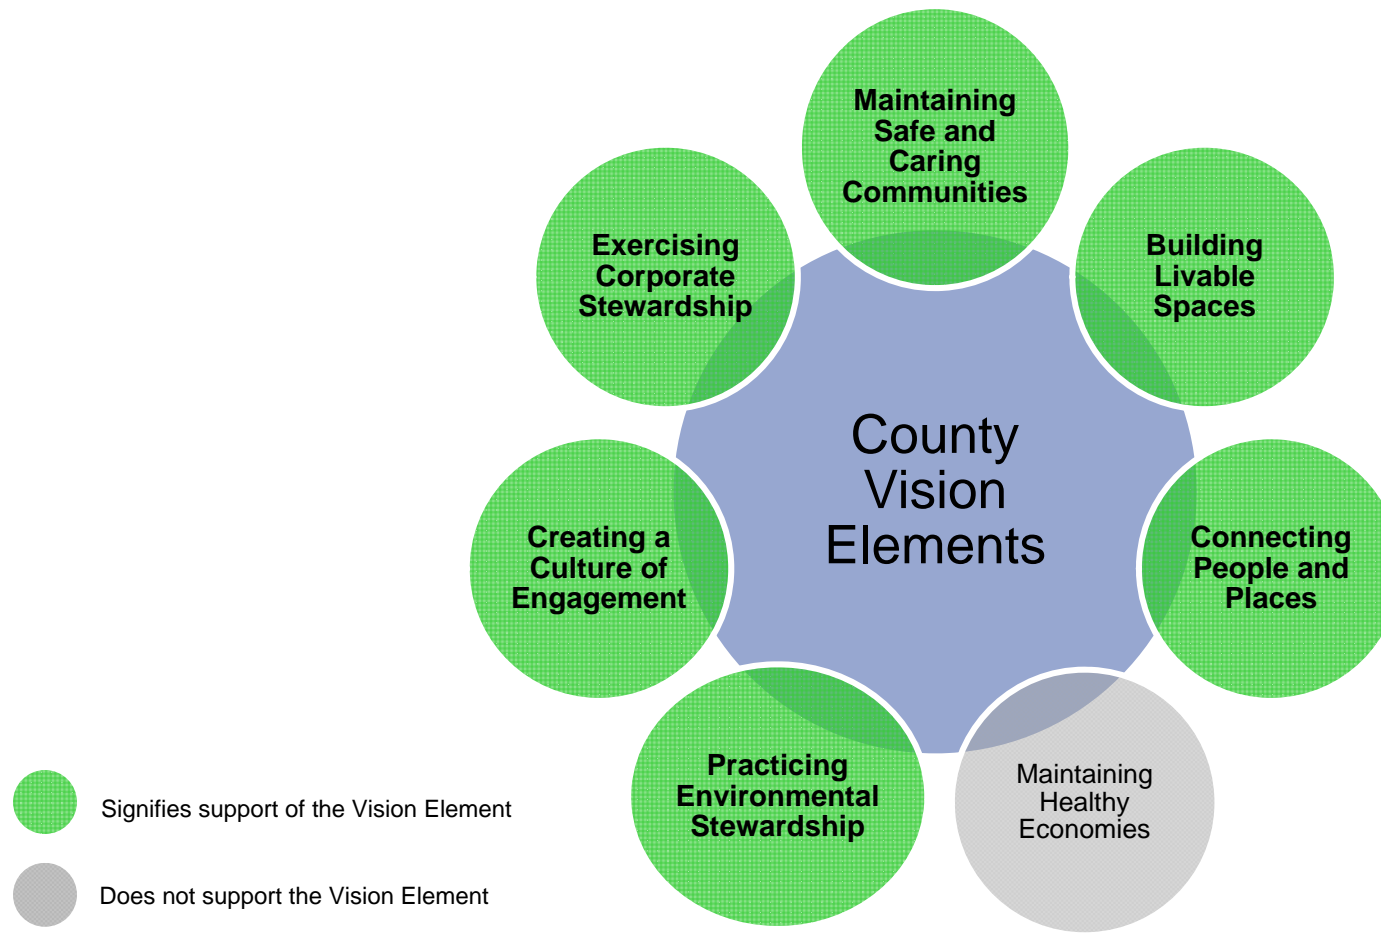 Maintaining
Safe and
Caring
Communities
Exercising
Corporate
Stewardship
Building
Livable
Spaces
County
Vision
Elements
Creating a
Culture of
Engagement
Connecting
People and
Places
Practicing
Environmental
Stewardship
Maintaining
Healthy
Economies
Signifies support of the Vision Element
Does not support the Vision Element